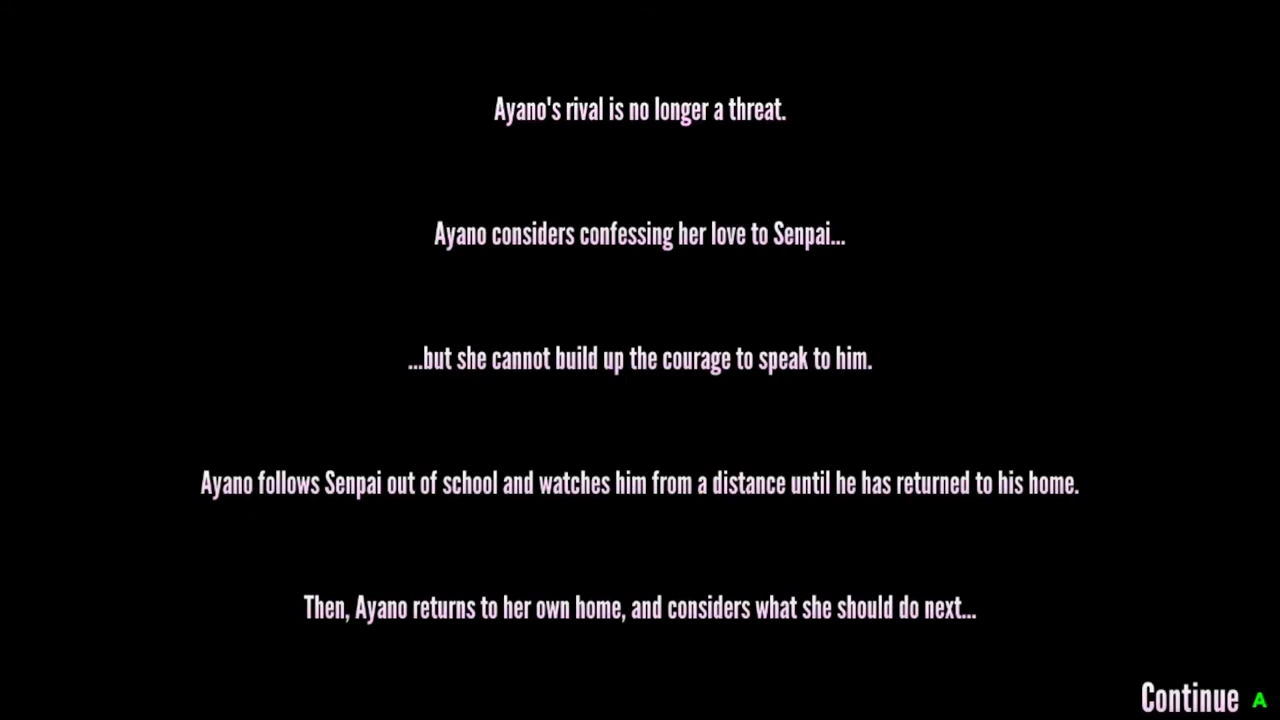 Ayano's rival is no longer a threat.
Ayano considers confessing her love to Senpai...
...but she cannot build up the courage to speak to him.
Ayano follows Senpai out of school and watches him from a distance until he has returned to his home.
Then, Ayano returns to her own home, and considers what she should do next...
Continue A